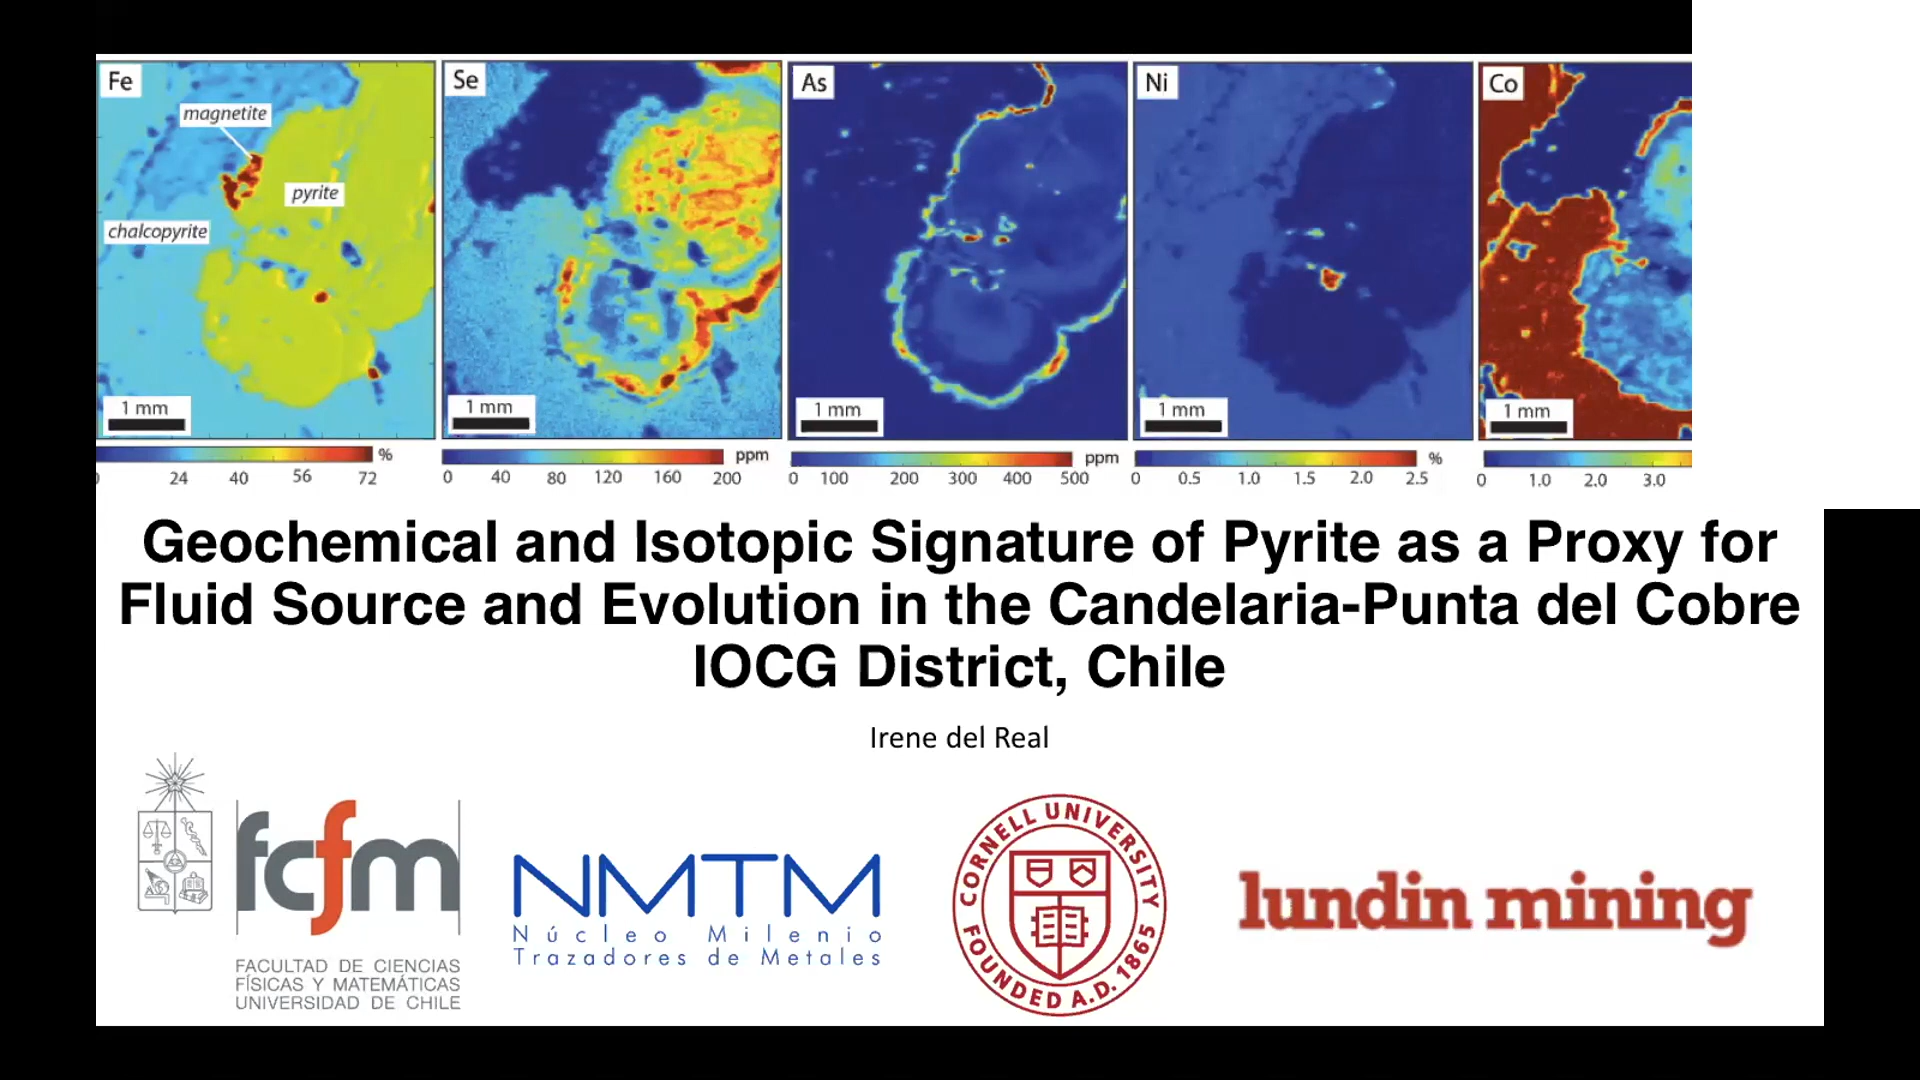 Fe
magnetite
pyrite
chalcopyrite
1 mm
24 40 56 72 %
Se
1 mm
0 40 80 120 160 200 ppm
As
1 mm
0 100 200 300 400 500 ppm
Ni
1 mm
0 0.5 1.0 1.5 2.0 2.5 %
Co
1 mm
0 1.0 2.0 3.0
Geochemical and Isotopic Signature of Pyrite as a Proxy for
Fluid Source and Evolution in the Candelaria-Punta del Cobre
IOCG District, Chile
Irene del Real
fcfm
FACULTAD DE CIENCIAS
FÍSICAS Y MATEMÁTICAS
UNIVERSIDAD DE CHILE
NMTM
Núcleo Milenio
Trazadores de Metales
CORNELL UNIVERSITY
FOUNDED A.D. 1865
lundin mining